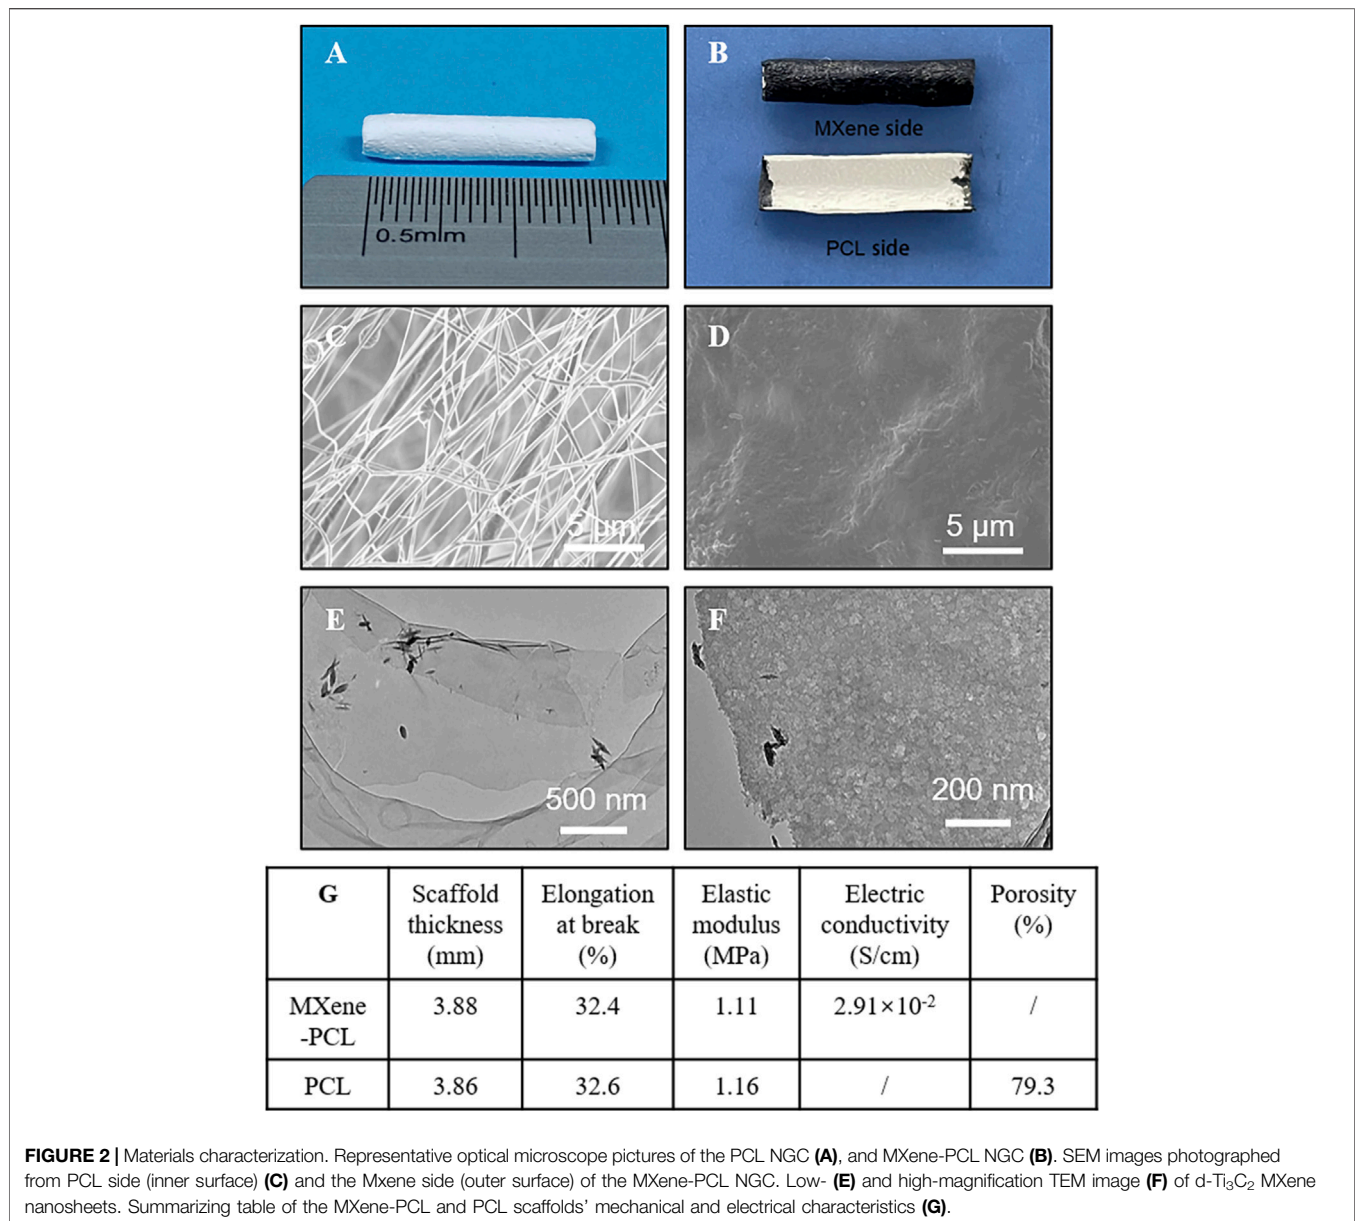 A
0.5mm
B
MXene side
PCL side
C
5 μm
D
5 μm
E
500 nm
F
200 nm
G
Scaffold thickness (mm)
Elongation at break (%)
Elastic modulus (MPa)
Electric conductivity (S/cm)
Porosity (%)
MXene -PCL
3.88
32.4
1.11
2.91×10⁻²
/
PCL
3.86
32.6
1.16
/
79.3
FIGURE 2 | Materials characterization. Representative optical microscope pictures of the PCL NGC (A), and MXene-PCL NGC (B). SEM images photographed
from PCL side (inner surface) (C) and the Mxene side (outer surface) of the MXene-PCL NGC. Low- (E) and high-magnification TEM image (F) of d-Ti₃C₂ MXene
nanosheets. Summarizing table of the MXene-PCL and PCL scaffolds' mechanical and electrical characteristics (G).